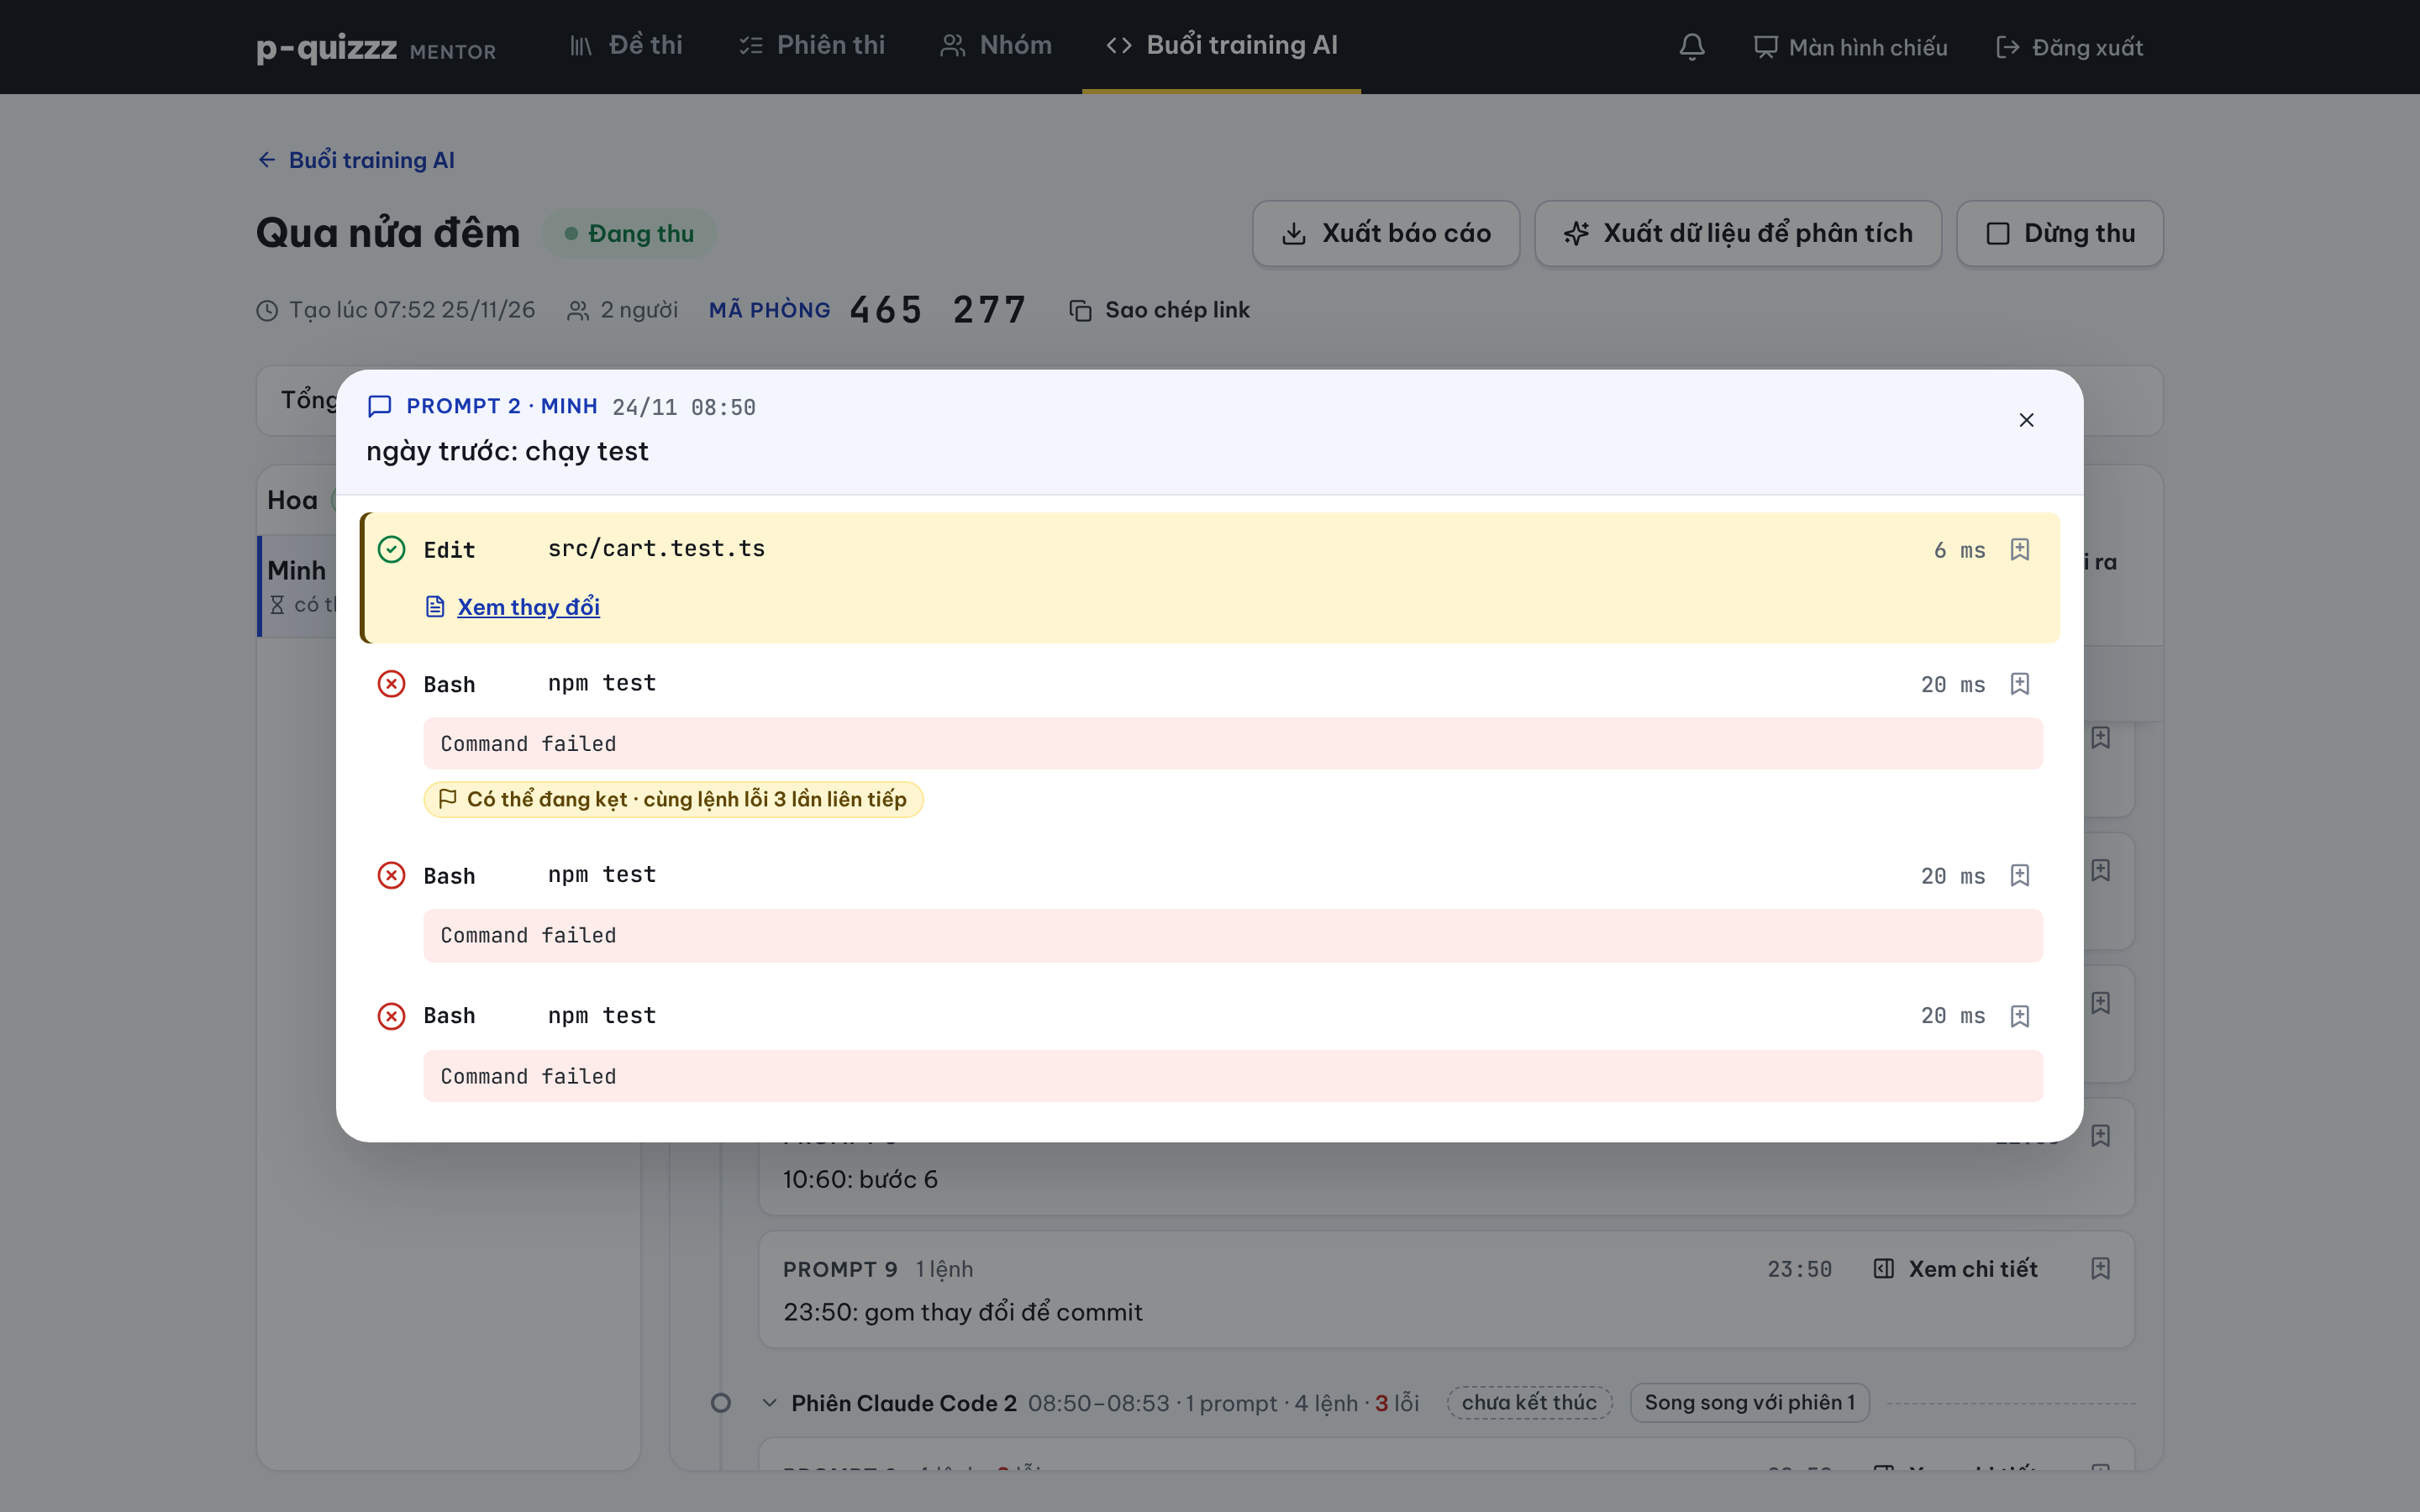 p-quizzz MENTOR Đề thi Phiên thi Nhóm Buổi training AI Màn hình chiếu Đăng xuất
Buổi training AI
Qua nửa đêm Đang thu Xuất báo cáo Xuất dữ liệu để phân tích Dừng thu
Tạo lúc 07:52 25/11/26 2 người MÃ PHÒNG 465 277 Sao chép link
Tổng
PROMPT 2 · MINH 24/11 08:50
ngày trước: chạy test
Hoa
Edit src/cart.test.ts 6 ms
Minh
i ra
có
Xem thay đổi
Bash npm test 20 ms
Command failed
Có thể đang kẹt · cùng lệnh lỗi 3 lần liên tiếp
Bash npm test 20 ms
Command failed
Bash npm test 20 ms
Command failed
10:60: bước 6
PROMPT 9 1 lệnh 23:50 Xem chi tiết
23:50: gom thay đổi để commit
Phiên Claude Code 2 08:50–08:53 · 1 prompt · 4 lệnh · 3 lỗi chưa kết thúc Song song với phiên 1